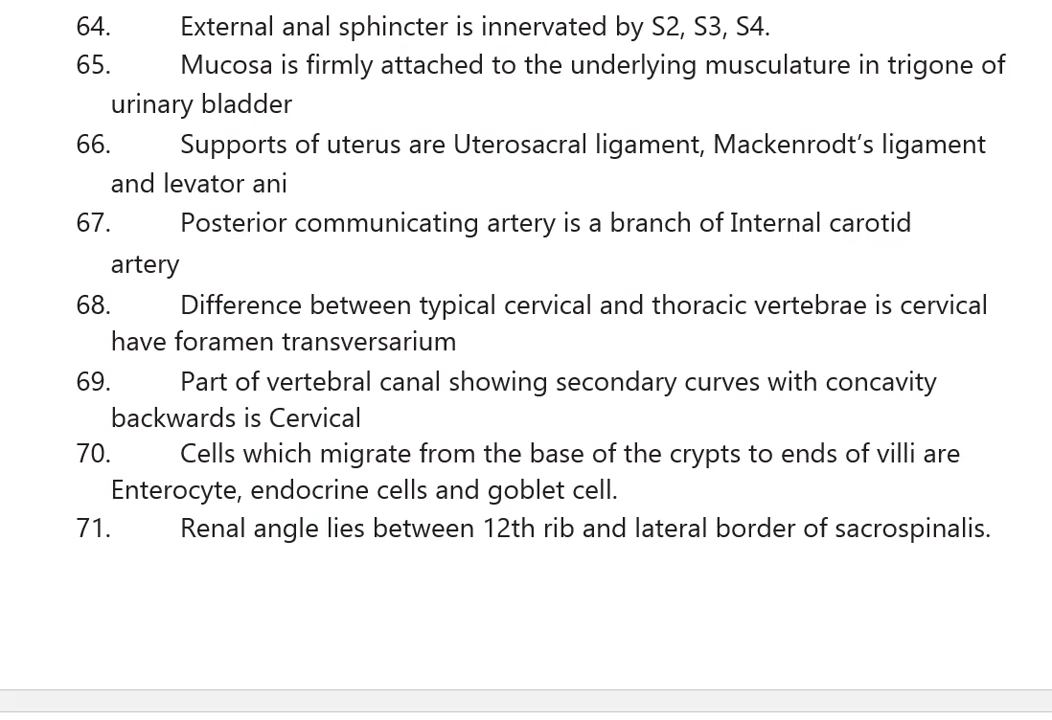 64. External anal sphincter is innervated by S2, S3, S4.
65. Mucosa is firmly attached to the underlying musculature in trigone of
urinary bladder
66. Supports of uterus are Uterosacral ligament, Mackenrodt’s ligament
and levator ani
67. Posterior communicating artery is a branch of Internal carotid
artery
68. Difference between typical cervical and thoracic vertebrae is cervical
have foramen transversarium
69. Part of vertebral canal showing secondary curves with concavity
backwards is Cervical
70. Cells which migrate from the base of the crypts to ends of villi are
Enterocyte, endocrine cells and goblet cell.
71. Renal angle lies between 12th rib and lateral border of sacrospinalis.